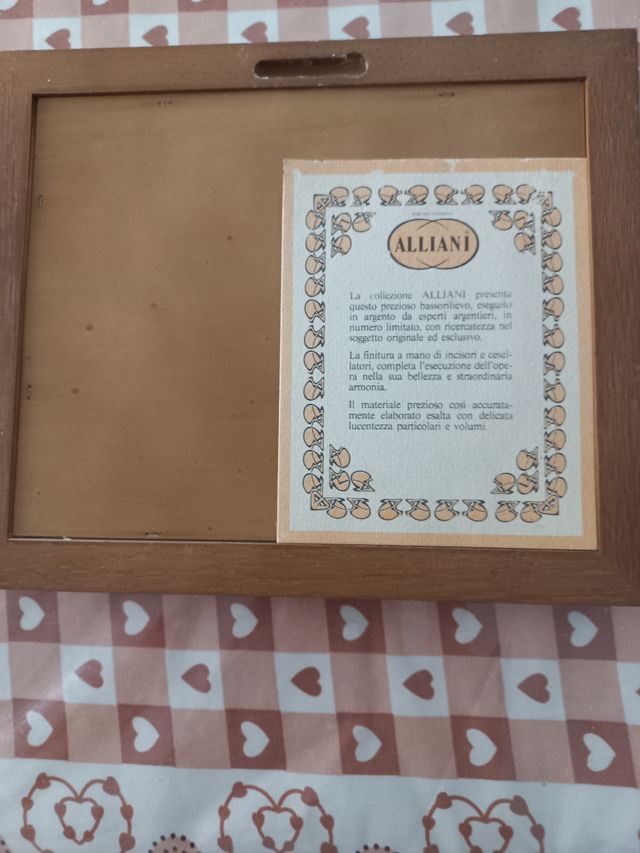 ALLIANI
La collezione ALLIANI presenta
questo prezioso bassorilievo, eseguito
in argento da esperti argentieri, in
numero limitato, con ricercatezza nel
soggetto originale ed esclusivo.
La finitura a mano di incisori e cesel-
latori, completa l'esecuzione dell'ope-
ra nella sua bellezza e straordinaria
armonia.
Il materiale prezioso così accurata-
mente elaborato esalta con delicata
lucentezza particolari e volumi.